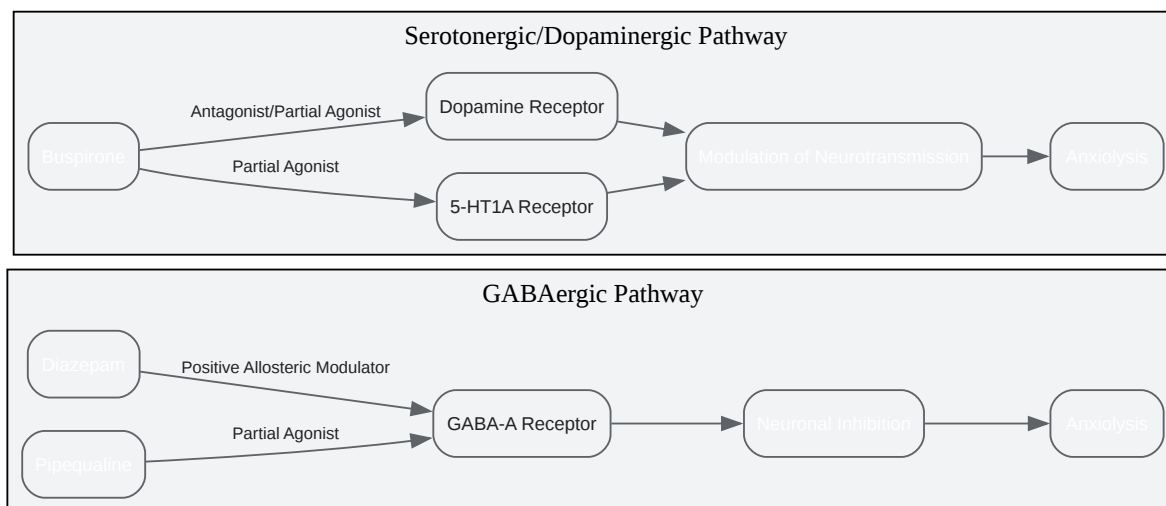 Serotonergic/Dopaminergic Pathway
Antagonist/Partial Agonist
Dopamine Receptor
Buspirone
Partial Agonist
Modulation of Neurotransmission
Anxiolysis
5-HT1A Receptor
GABAergic Pathway
Diazepam
Positive Allosteric Modulator
GABA-A Receptor
Neuronal Inhibition
Anxiolysis
Partial Agonist
Pipequaline